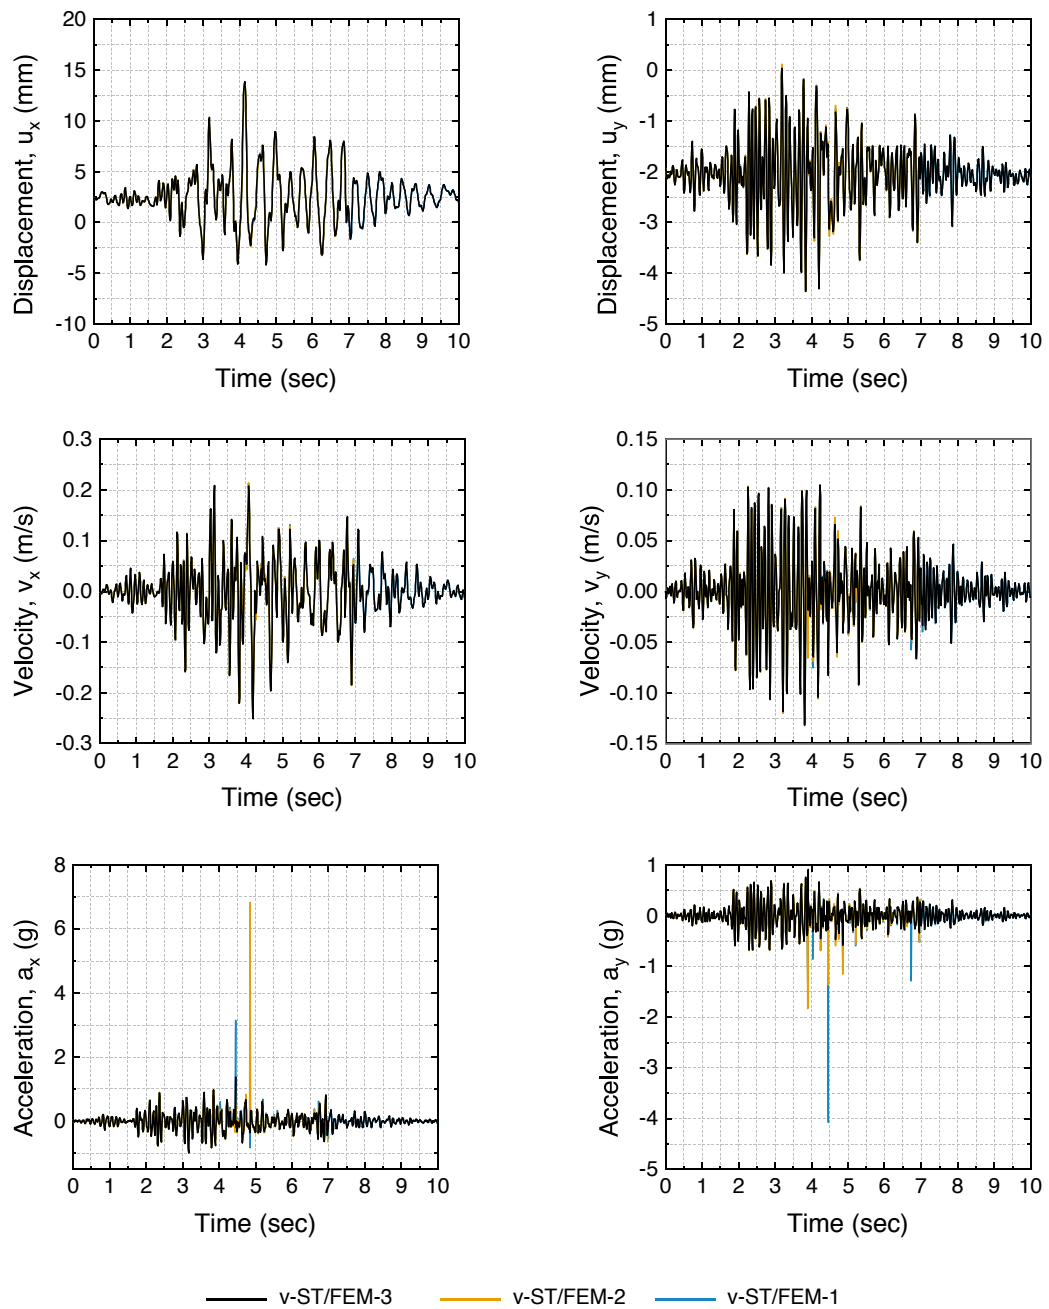 Displacement, u_x (mm)
20
15
10
5
0
-5
-10
0 1 2 3 4 5 6 7 8 9 10
Time (sec)
Displacement, u_y (mm)
1
0
-1
-2
-3
-4
-5
0 1 2 3 4 5 6 7 8 9 10
Time (sec)
Velocity, v_x (m/s)
0.3
0.2
0.1
0.0
-0.1
-0.2
-0.3
0 1 2 3 4 5 6 7 8 9 10
Time (sec)
Velocity, v_y (m/s)
0.15
0.10
0.05
0.00
-0.05
-0.10
-0.15
0 1 2 3 4 5 6 7 8 9 10
Time (sec)
Acceleration, a_x (g)
8
6
4
2
0
0 1 2 3 4 5 6 7 8 9 10
Time (sec)
Acceleration, a_y (g)
1
0
-1
-2
-3
-4
-5
0 1 2 3 4 5 6 7 8 9 10
Time (sec)
v-ST/FEM-3 v-ST/FEM-2 v-ST/FEM-1